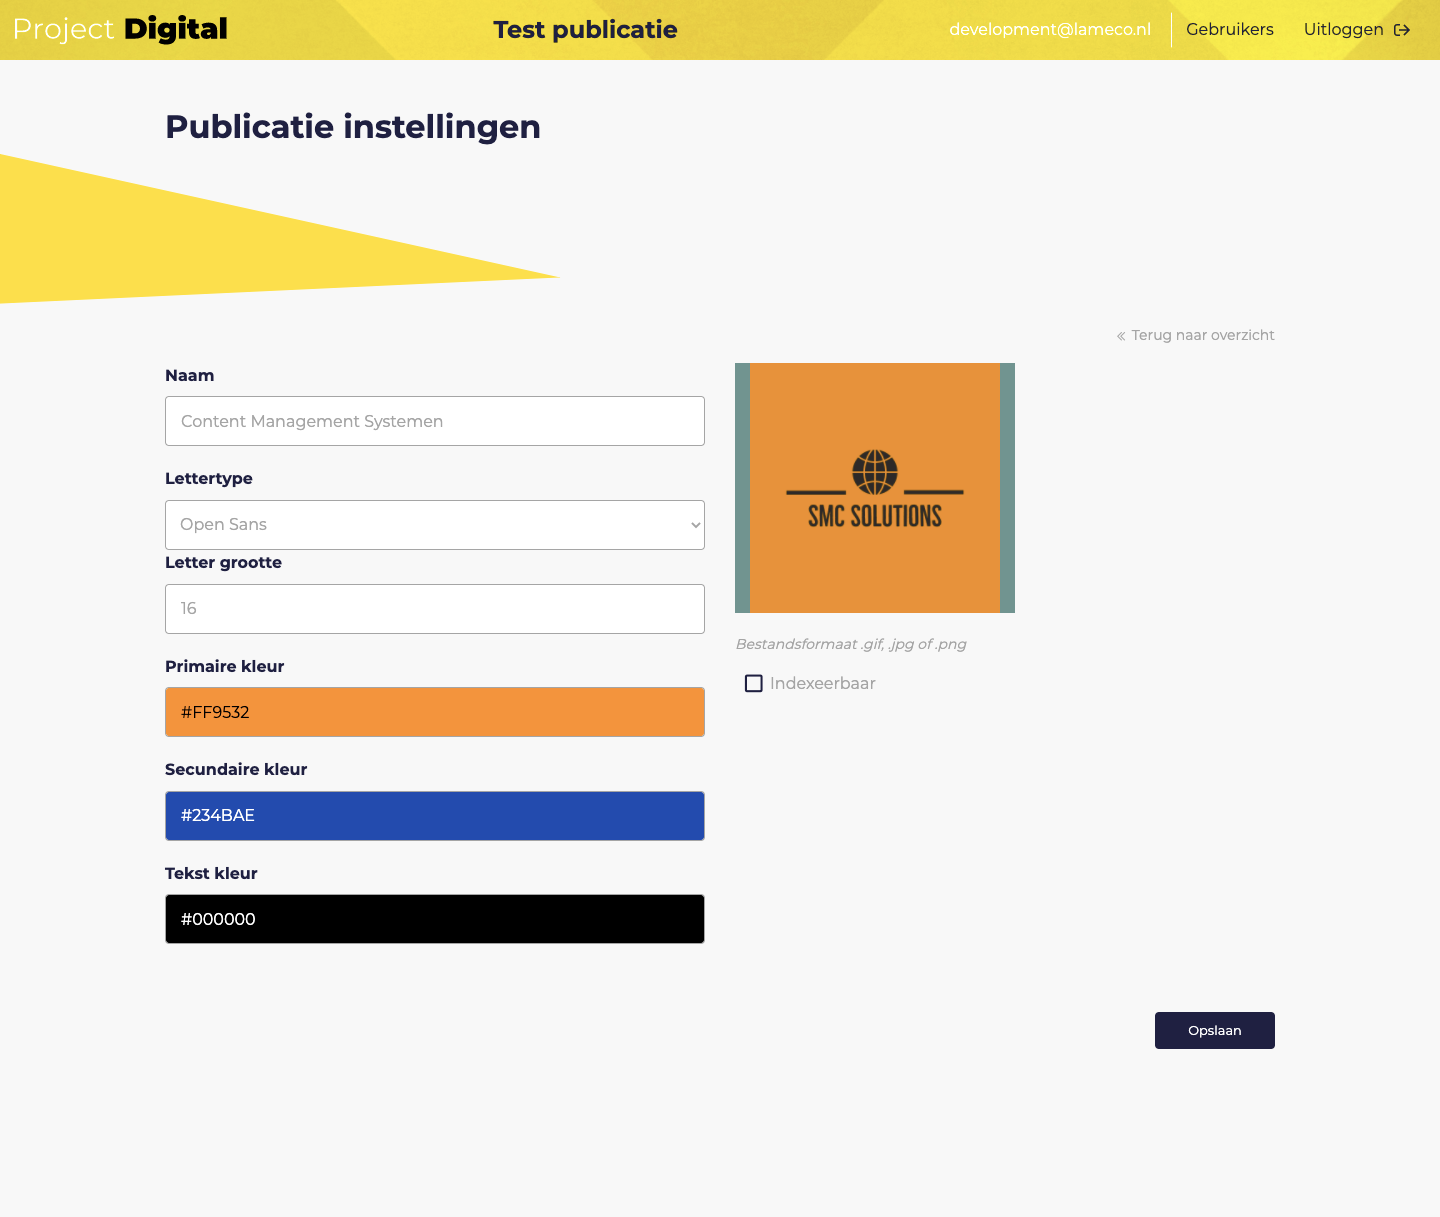 Project Digital
Test publicatie
development@lameco.nl
Gebruikers
Uitloggen
Publicatie instellingen
« Terug naar overzicht
Naam
Content Management Systemen
Lettertype
Open Sans
Letter grootte
16
Primaire kleur
#FF9532
Secundaire kleur
#234BAE
Tekst kleur
#000000
SMC SOLUTIONS
Bestandsformaat .gif, .jpg of .png
Indexeerbaar
Opslaan